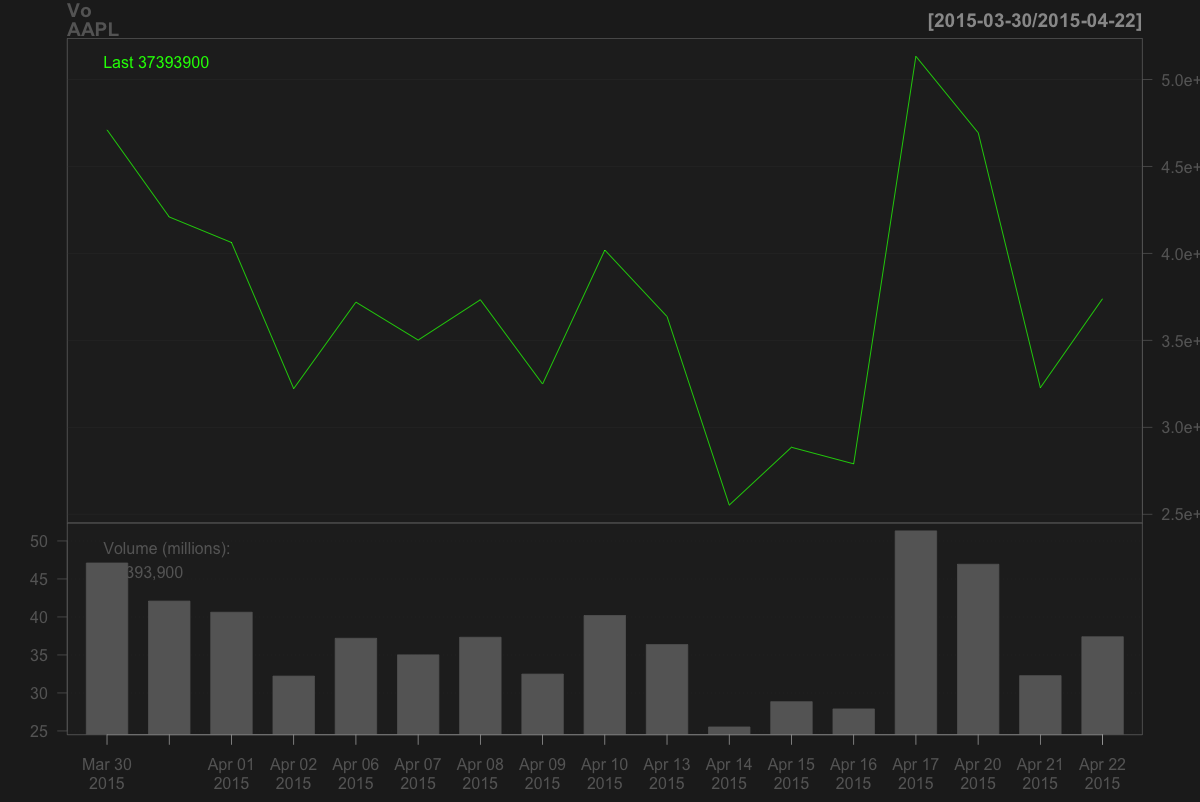 Vo
AAPL
[2015-03-30/2015-04-22]
Last 37393900
5.0e+
4.5e+
4.0e+
3.5e+
3.0e+
2.5e+
Volume (millions):
393,900
50
45
40
35
30
25
Mar 30 Apr 01 Apr 02 Apr 06 Apr 07 Apr 08 Apr 09 Apr 10 Apr 13 Apr 14 Apr 15 Apr 16 Apr 17 Apr 20 Apr 21 Apr 22
2015 2015 2015 2015 2015 2015 2015 2015 2015 2015 2015 2015 2015 2015 2015 2015